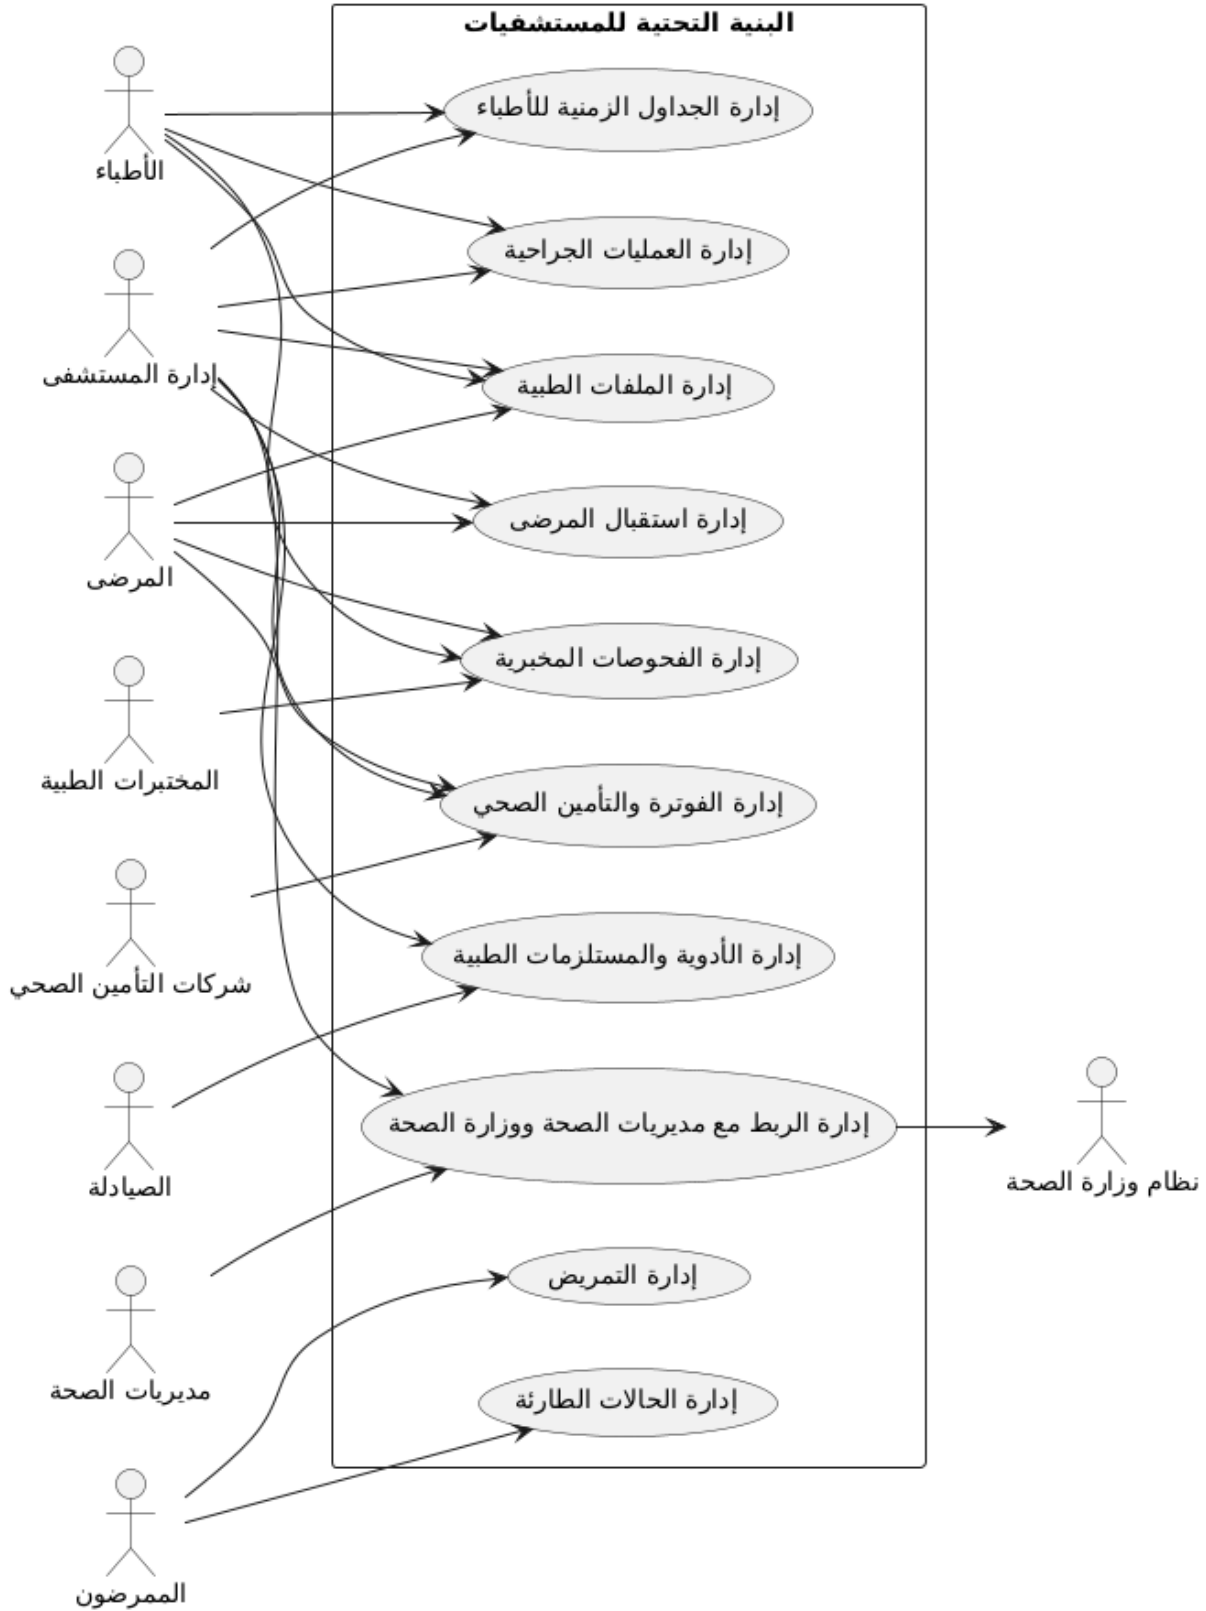 البنية التحتية للمستشفيات
الأطباء
إدارة المستشفى
المرضى
المختبرات الطبية
شركات التأمين الصحي
الصيادلة
مديريات الصحة
الممرضون
إدارة الجداول الزمنية للأطباء
إدارة العمليات الجراحية
إدارة الملفات الطبية
إدارة استقبال المرضى
إدارة الفحوصات المخبرية
إدارة الفوترة والتأمين الصحي
إدارة الأدوية والمستلزمات الطبية
إدارة الربط مع مديريات الصحة ووزارة الصحة
إدارة التمريض
إدارة الحالات الطارئة
نظام وزارة الصحة